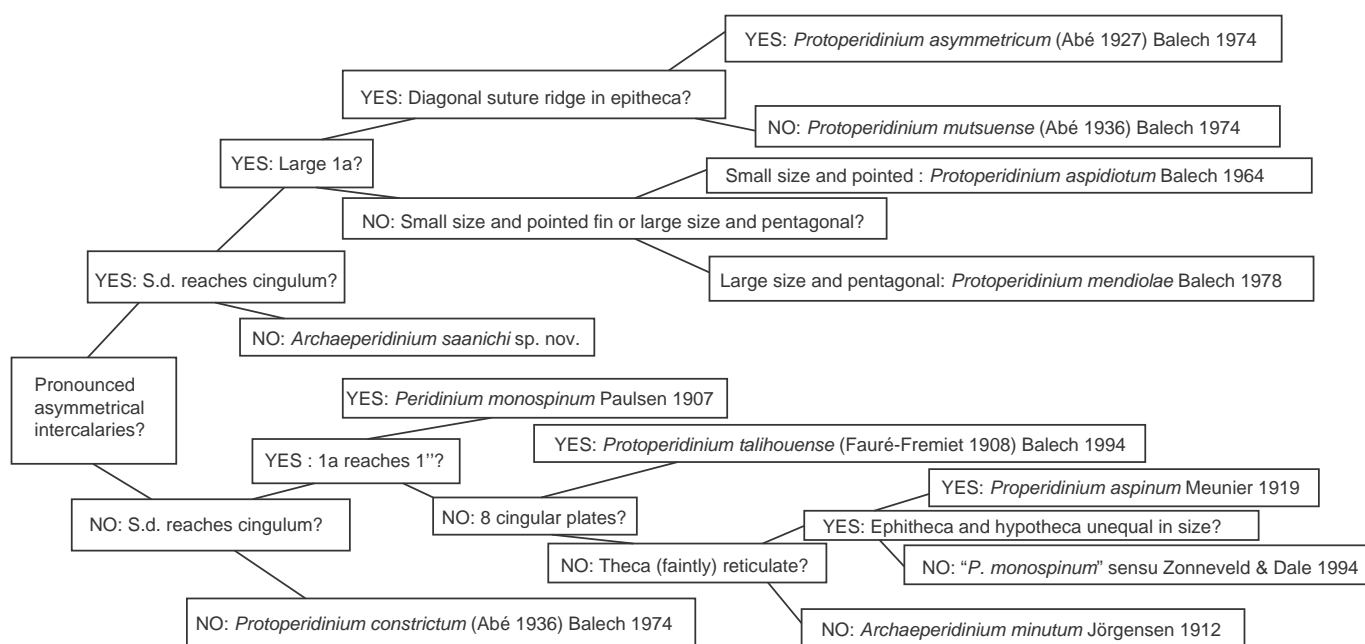 YES: Protoperidinium asymmetricum (Abé 1927) Balech 1974
YES: Diagonal suture ridge in epitheca?
NO: Protoperidinium mutsuense (Abé 1936) Balech 1974
YES: Large 1a?
Small size and pointed : Protoperidinium aspidiotum Balech 1964
NO: Small size and pointed fin or large size and pentagonal?
YES: S.d. reaches cingulum?
Large size and pentagonal: Protoperidinium mendiolae Balech 1978
NO: Archaeperidinium saanichi sp. nov.
Pronounced
asymmetrical
intercalaries?
YES: Peridinium monospinum Paulsen 1907
YES: Protoperidinium talihouense (Fauré-Fremiet 1908) Balech 1994
YES : 1a reaches 1''?
YES: Properidinium aspinum Meunier 1919
NO: S.d. reaches cingulum?
NO: 8 cingular plates?
YES: Ephitheca and hypotheca unequal in size?
NO: Theca (faintly) reticulate?
NO: “P. monospinum” sensu Zonneveld & Dale 1994
NO: Protoperidinium constrictum (Abé 1936) Balech 1974
NO: Archaeperidinium minutum Jörgensen 1912